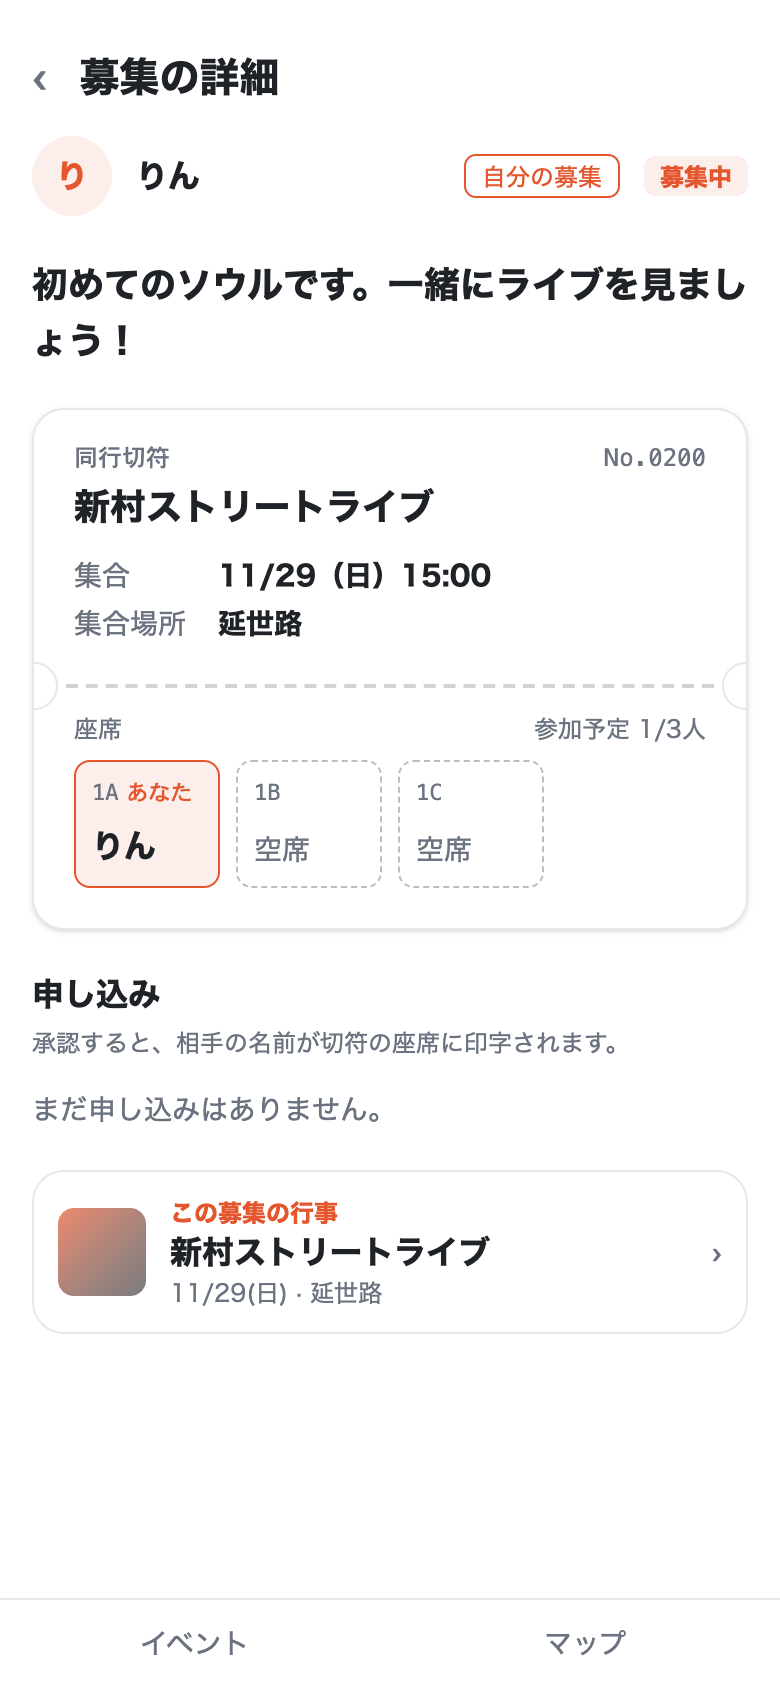 ‹ 募集の詳細
り りん 自分の募集 募集中
初めてのソウルです。一緒にライブを見まし
ょう！
同行切符 No.0200
新村ストリートライブ
集合 11/29（日）15:00
集合場所 延世路
座席 参加予定 1/3人
1A あなた 1B 1C
りん 空席 空席
申し込み
承認すると、相手の名前が切符の座席に印字されます。
まだ申し込みはありません。
この募集の行事
新村ストリートライブ ›
11/29(日) · 延世路
イベント マップ